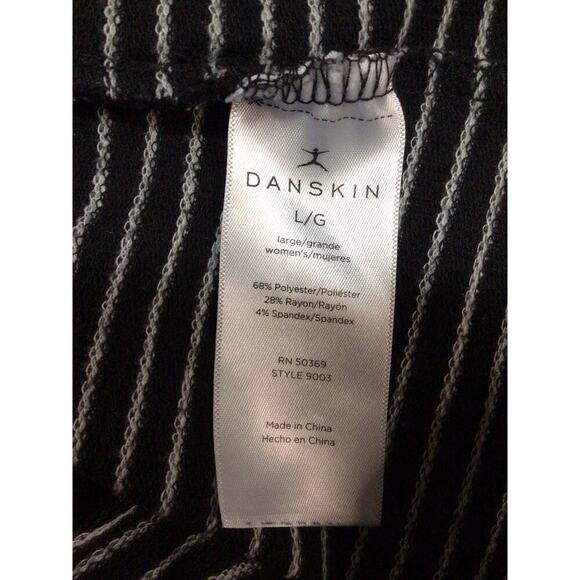 DANSKIN
L/G
large/grande
women's/mujeres
68% Polyester/Poliéster
28% Rayon/Rayón
4% Spandex/Spandex
RN 50369
STYLE 9003
Made in China
Hecho en China